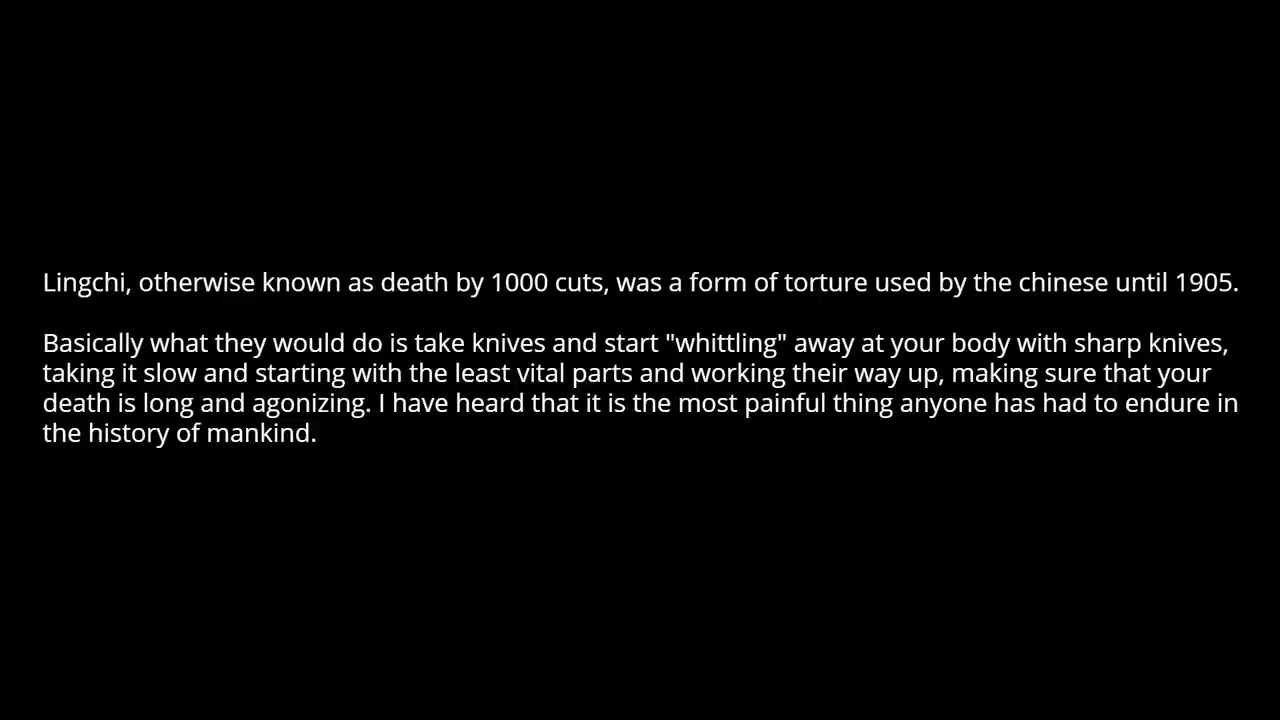 Lingchi, otherwise known as death by 1000 cuts, was a form of torture used by the chinese until 1905.
Basically what they would do is take knives and start "whittling" away at your body with sharp knives,
taking it slow and starting with the least vital parts and working their way up, making sure that your
death is long and agonizing. I have heard that it is the most painful thing anyone has had to endure in
the history of mankind.